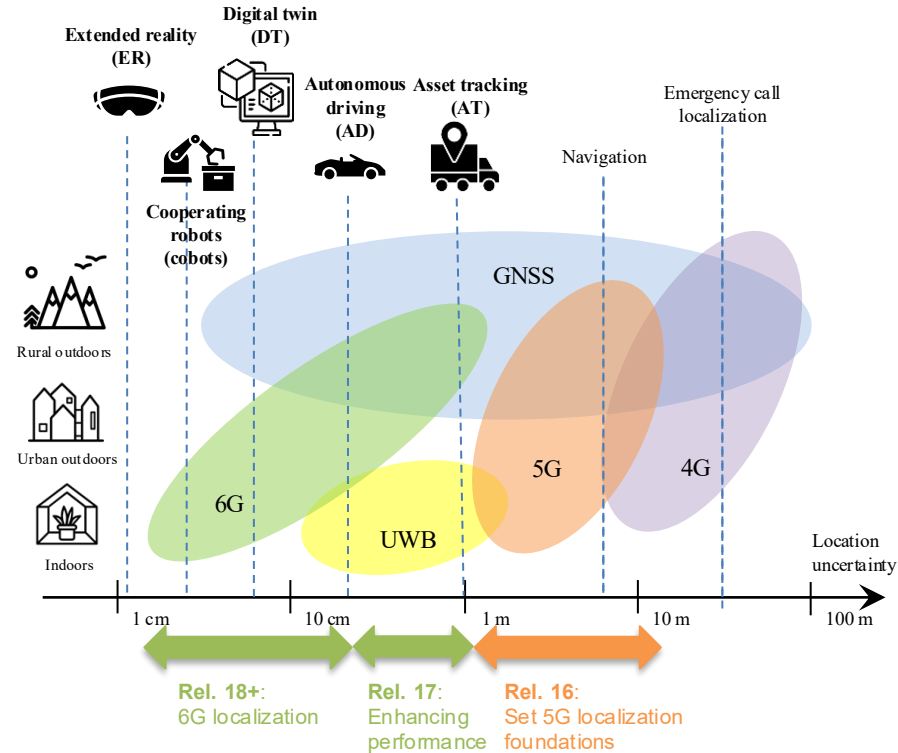 Extended reality
(ER)
Digital twin
(DT)
Autonomous
driving
(AD)
Asset tracking
(AT)
Emergency call
localization
Navigation
Cooperating
robots
(cobots)
GNSS
Rural outdoors
Urban outdoors
Indoors
6G
UWB
5G
4G
Location
uncertainty
1 cm
10 cm
1 m
10 m
100 m
Rel. 18+:
6G localization
Rel. 17:
Enhancing
performance
Rel. 16:
Set 5G localization
foundations